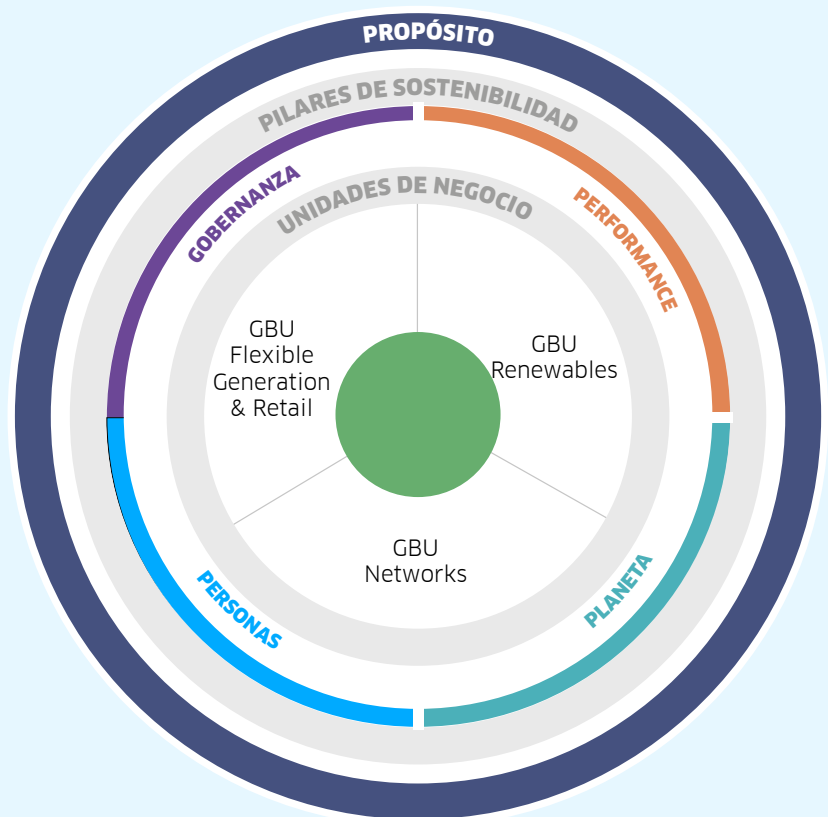 PROPÓSITO
PILARES DE SOSTENIBILIDAD
GOBERNANZA
PERFORMANCE
UNIDADES DE NEGOCIO
GBU
Flexible
Generation
& Retail
GBU
Renewables
GBU
Networks
PERSONAS
PLANETA